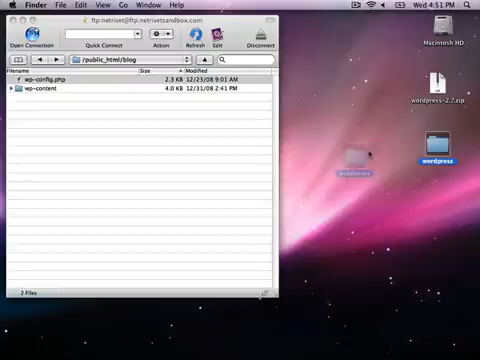 Finder File Edit View Go Window Help Wed 4:51 PM
ftp.netrivet@ftp.netrivetsandbox.com
Open Connection Quick Connect Action Refresh Edit Disconnect
/public_html/blog
Filename Size Modified
wp-config.php 2.3 KB 12/23/08 9:01 AM
wp-content 4.0 KB 12/31/08 2:41 PM
2 Files
Macintosh HD
wordpress-2.7.zip
wordpress
wordpress